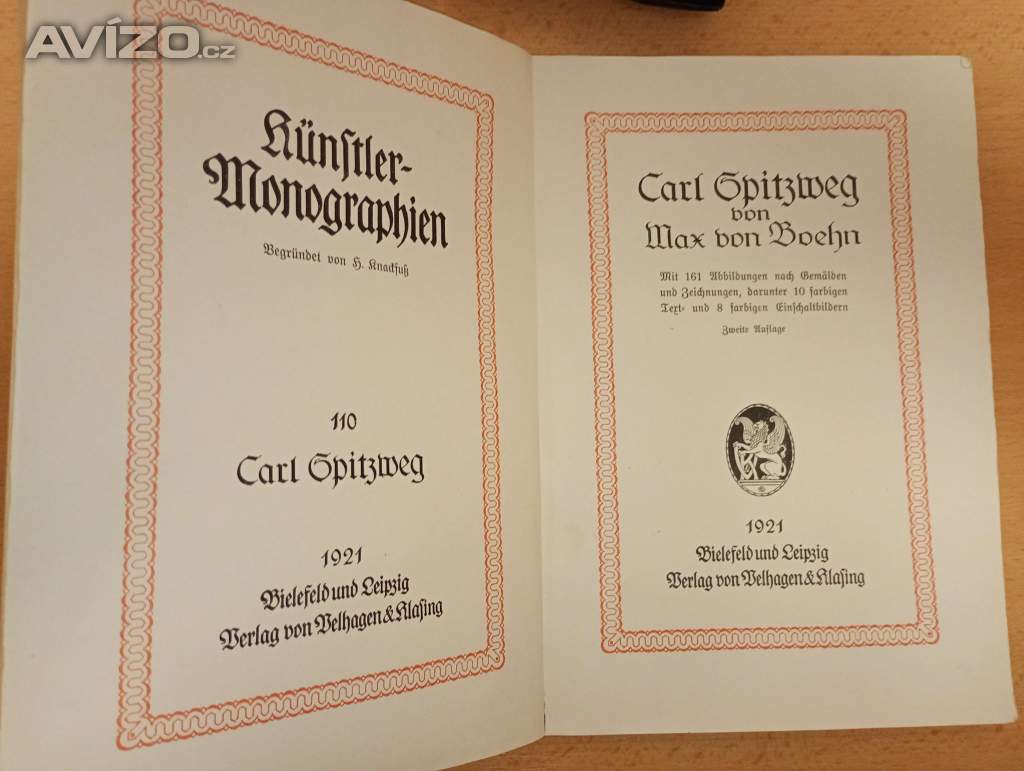 AVÍZO.cz
Künſtler-
Monographien
Begründet von H. Knackfuß
110
Carl Spitzweg
1921
Bielefeld und Leipzig
Verlag von Velhagen & Klaſing
Carl Spitzweg
von
Max von Boehn
Mit 161 Abbildungen nach Gemälden
und Zeichnungen, darunter 10 farbigen
Text- und 8 farbigen Einſchaltbildern
Zweite Auflage
1921
Bielefeld und Leipzig
Verlag von Velhagen & Klaſing